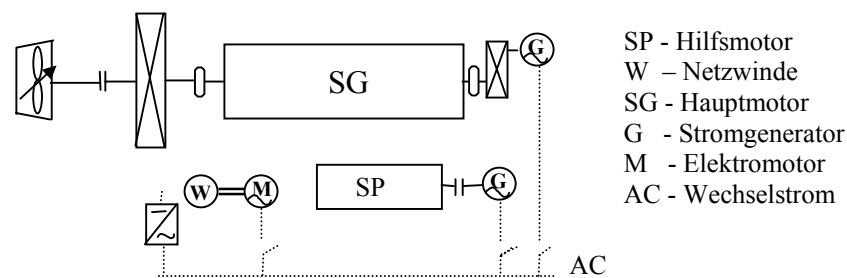 G
SG
W
M
SP
G
AC
SP - Hilfsmotor
W – Netzwinde
SG - Hauptmotor
G - Stromgenerator
M - Elektromotor
AC - Wechselstrom